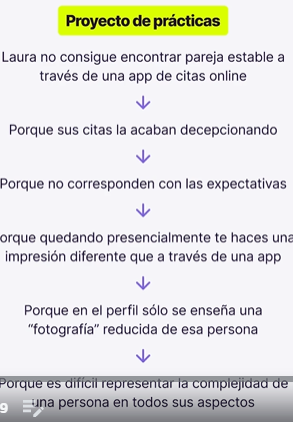 Proyecto de prácticas
Laura no consigue encontrar pareja estable a
través de una app de citas online
Porque sus citas la acaban decepcionando
Porque no corresponden con las expectativas
orque quedando presencialmente te haces una
impresión diferente que a través de una app
Porque en el perfil sólo se enseña una
“fotografía” reducida de esa persona
Porque es difícil representar la complejidad de
una persona en todos sus aspectos
9